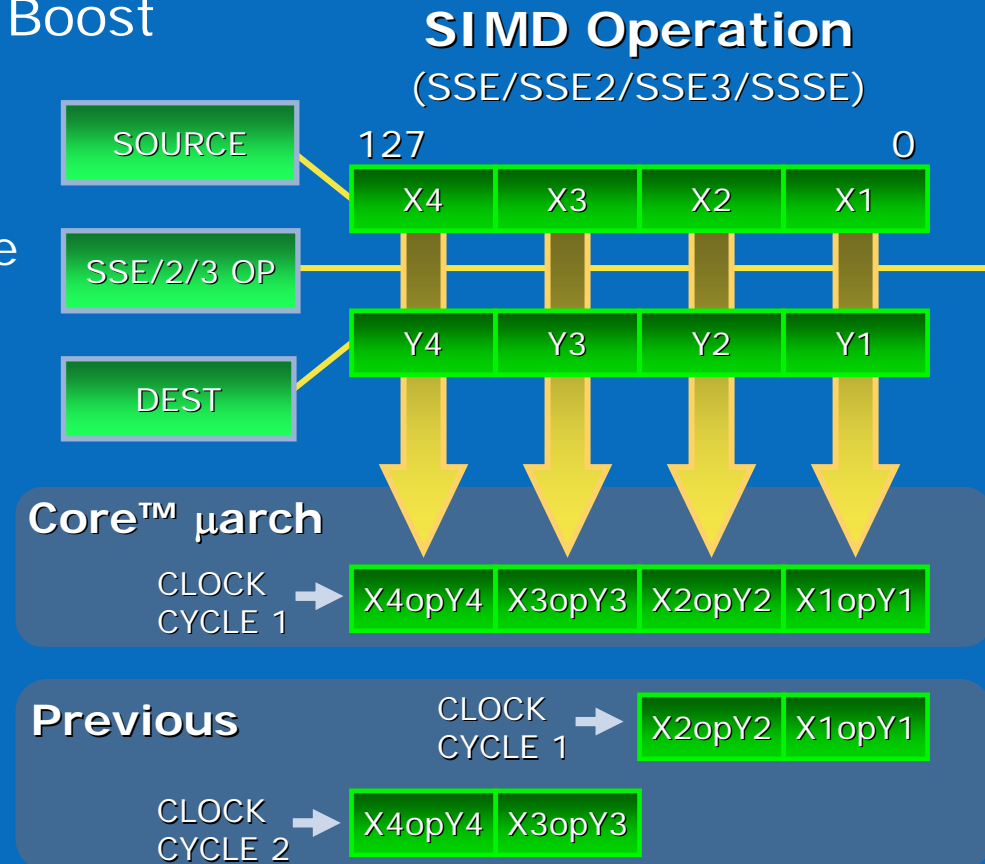 Boost
SIMD Operation
(SSE/SSE2/SSE3/SSSE)
SOURCE
127 0
X4 X3 X2 X1
e
SSE/2/3 OP
Y4 Y3 Y2 Y1
DEST
Core™ μarch
CLOCK
CYCLE 1
X4opY4 X3opY3 X2opY2 X1opY1
Previous
CLOCK
CYCLE 1
X2opY2 X1opY1
CLOCK
CYCLE 2
X4opY4 X3opY3